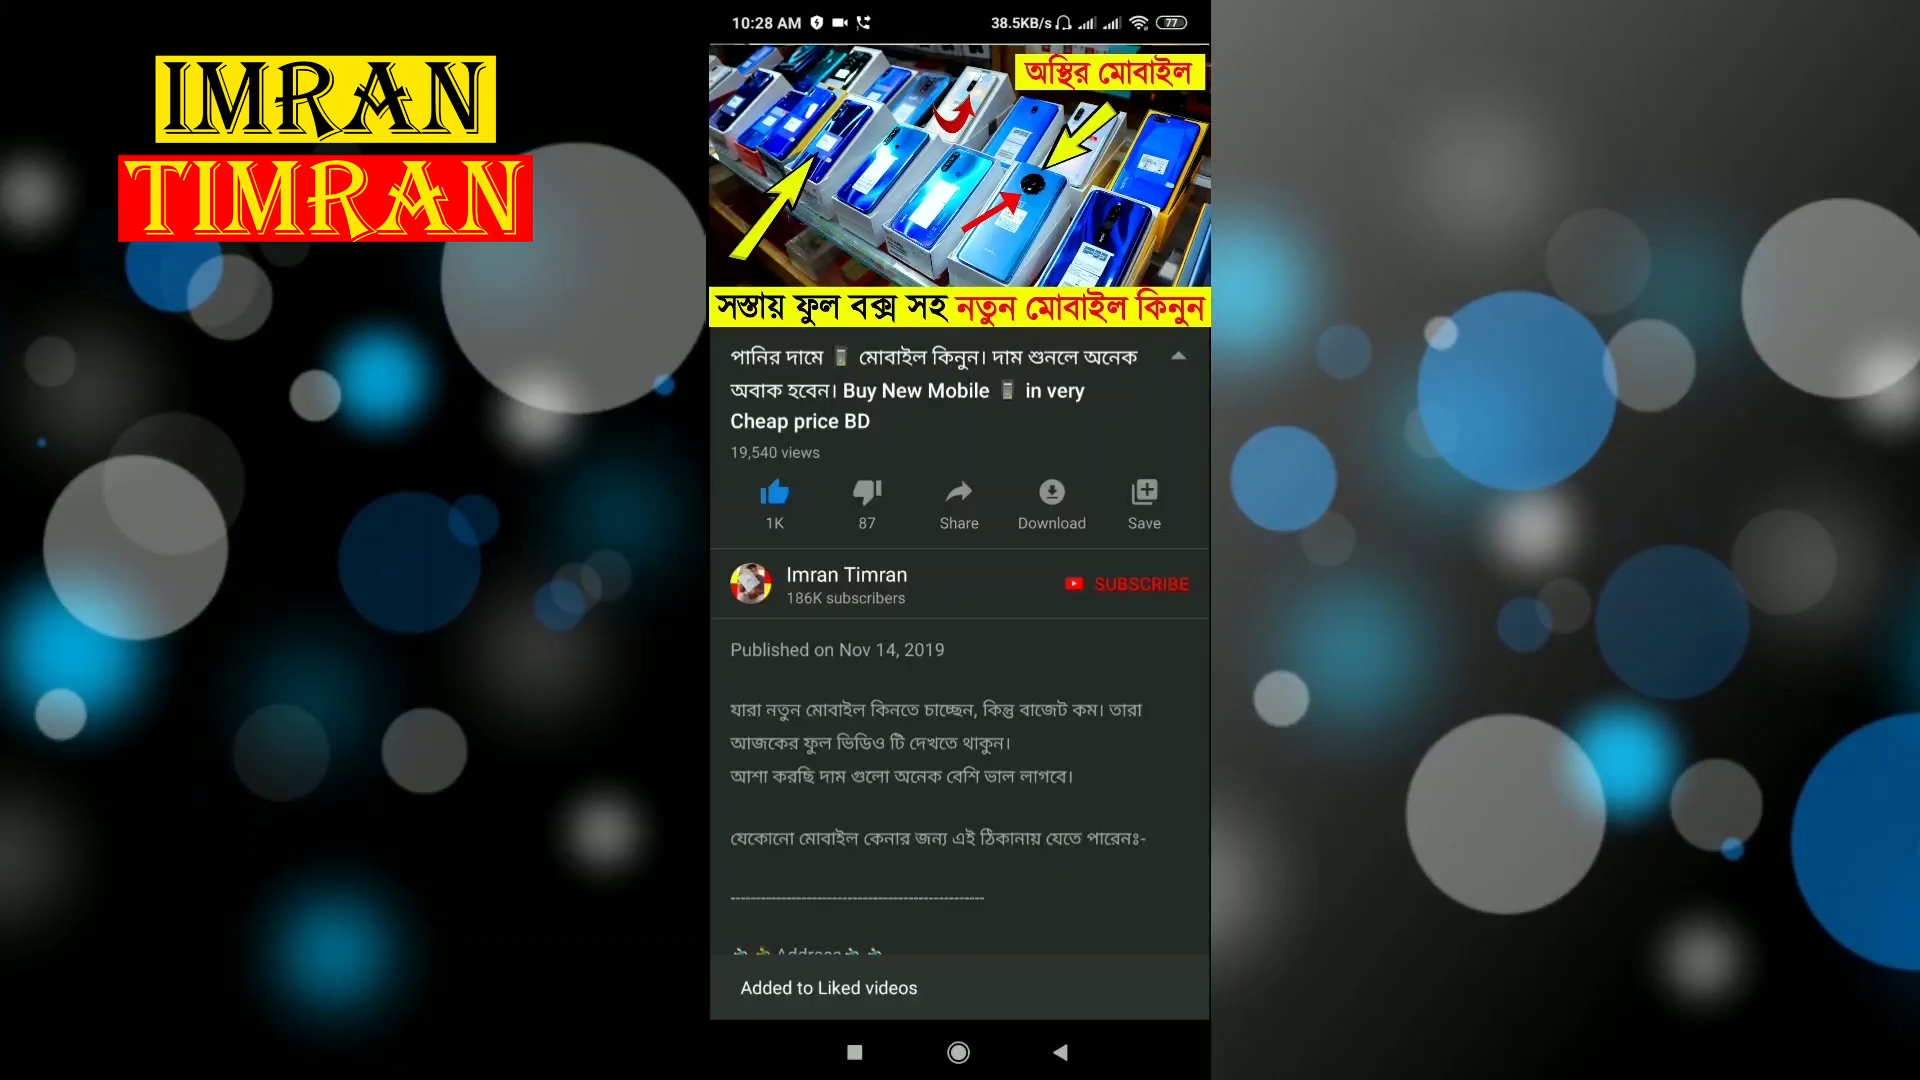 IMRAN
TIMRAN
10:28 AM
38.5KB/s
77
অস্থির মোবাইল
সস্তায় ফুল বক্স সহ নতুন মোবাইল কিনুন
পানির দামে 📱 মোবাইল কিনুন। দাম শুনলে অনেক
অবাক হবেন। Buy New Mobile 📱 in very
Cheap price BD
19,540 views
1K
87
Share
Download
Save
Imran Timran
186K subscribers
SUBSCRIBE
Published on Nov 14, 2019
যারা নতুন মোবাইল কিনতে চাচ্ছেন, কিন্তু বাজেট কম। তারা
আজকের ফুল ভিডিও টি দেখতে থাকুন।
আশা করছি দাম গুলো অনেক বেশি ভাল লাগবে।
যেকোনো মোবাইল কেনার জন্য এই ঠিকানায় যেতে পারেনঃ-
---------------------------------------------------
Address
Added to Liked videos